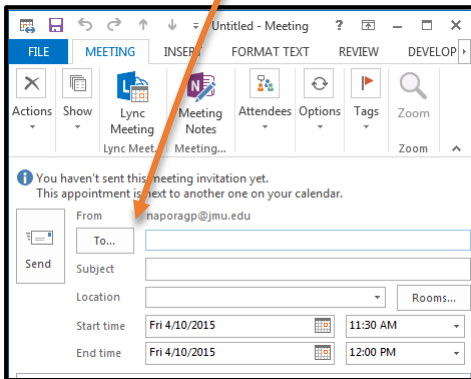 Untitled - Meeting ?
FILE MEETING INSERT FORMAT TEXT REVIEW DEVELOP
Actions Show Lync Meeting Meeting Notes Attendees Options Tags Zoom
Lync Meet... Meeting... Zoom
You haven't sent this meeting invitation yet.
This appointment is next to another one on your calendar.
From naporagp@jmu.edu
To...
Send
Subject
Location Rooms...
Start time Fri 4/10/2015 11:30 AM
End time Fri 4/10/2015 12:00 PM